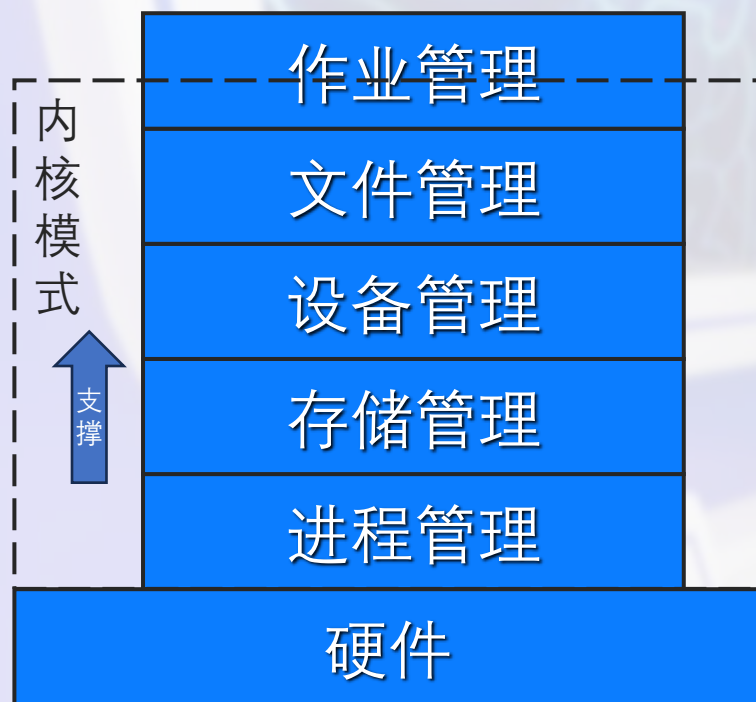 作业管理
内核模式
文件管理
设备管理
支撑
存储管理
进程管理
硬件